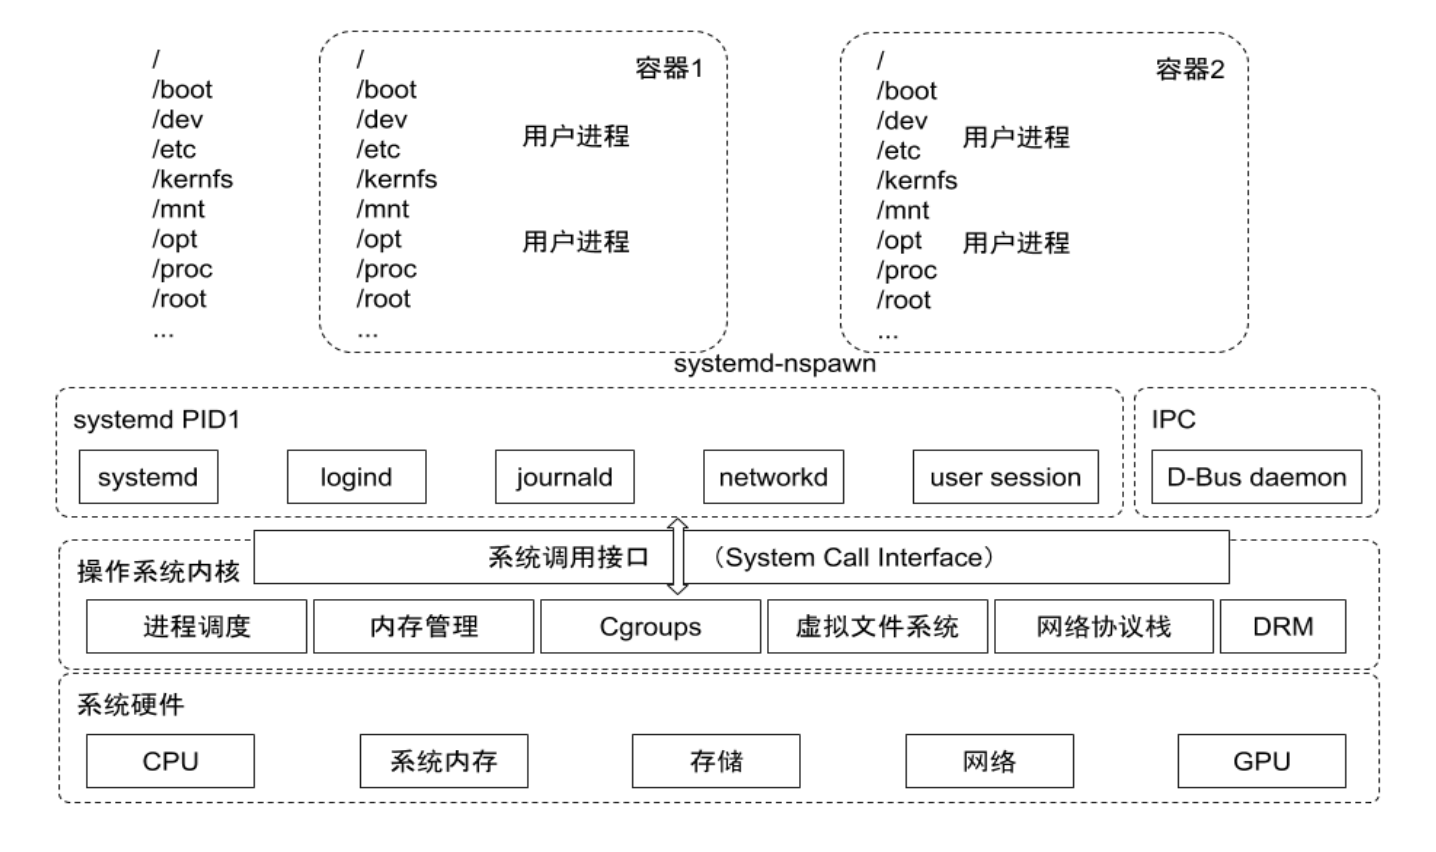 /
/boot
/dev
/etc
/kernfs
/mnt
/opt
/proc
/root
...
容器1
/
/boot
/dev
/etc
/kernfs
/mnt
/opt
/proc
/root
...
用户进程
用户进程
容器2
/
/boot
/dev
/etc
/kernfs
/mnt
/opt
/proc
/root
...
用户进程
用户进程
systemd-nspawn
systemd PID1
systemd
logind
journald
networkd
user session
IPC
D-Bus daemon
系统调用接口 （System Call Interface）
操作系统内核
进程调度
内存管理
Cgroups
虚拟文件系统
网络协议栈
DRM
系统硬件
CPU
系统内存
存储
网络
GPU